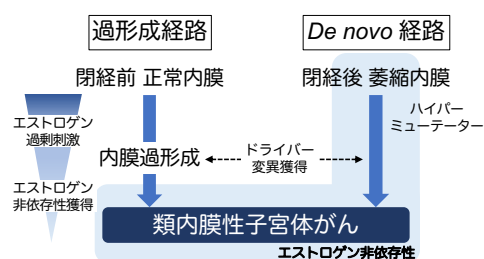 過形成経路
De novo 経路
閉経前 正常内膜
閉経後 萎縮内膜
エストロゲン
過剰刺激
ハイパー
ミューテーター
内膜過形成
ドライバー
変異獲得
エストロゲン
非依存性獲得
類内膜性子宮体がん
エストロゲン非依存性